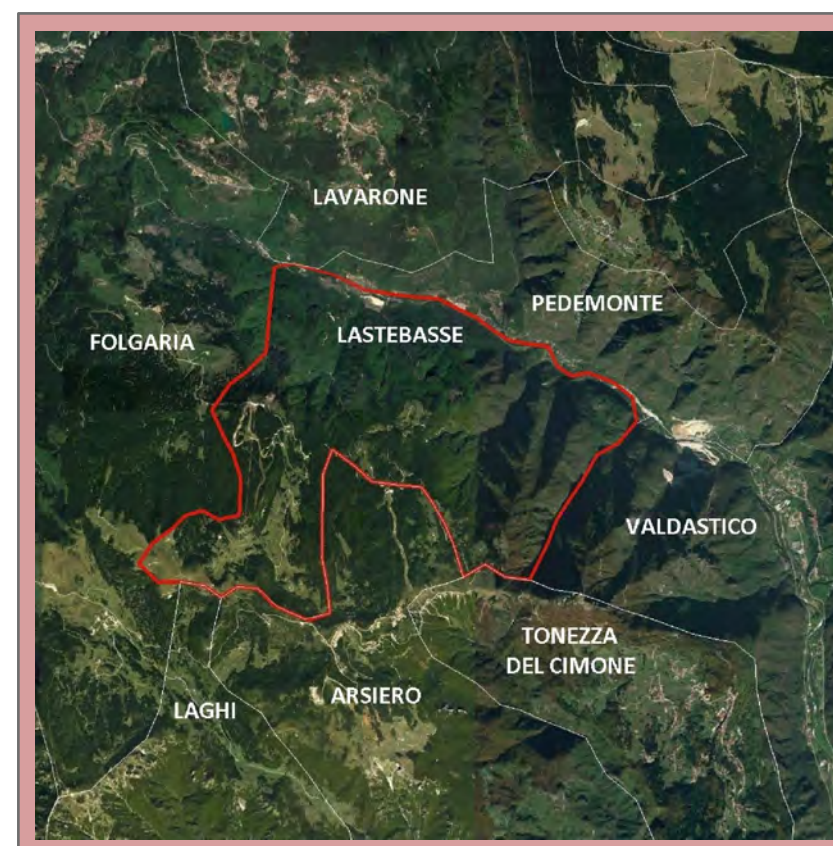 LAVARONE
PEDEMONTE
FOLGARIA
LASTEBASSE
VALDASTICO
TONEZZA
DEL CIMONE
ARSIERO
LAGHI